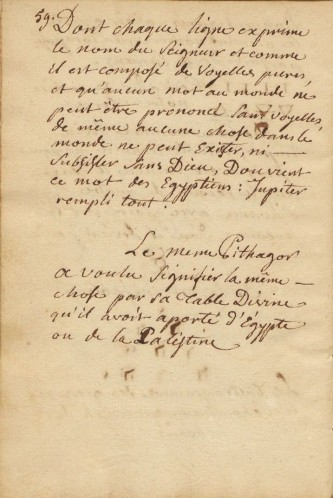 59. Dont chaque ligne exprime
le nom du Seigneur et comme
il est composé de Voyelles pures,
et qu'aucun mot au monde ne
peut être prononcé sans voyelles,
de même aucune chose dans le
monde ne peut Exister, ni
Subsister sans Dieu, D'ou vient
ce mot des Egyptiens: Jupiter
rempli tout!
Le meme Pithagor
a voulu signifier la même
chose par sa Table Divine
qu'il avoit aporté d'Égypte
ou de la Palestine